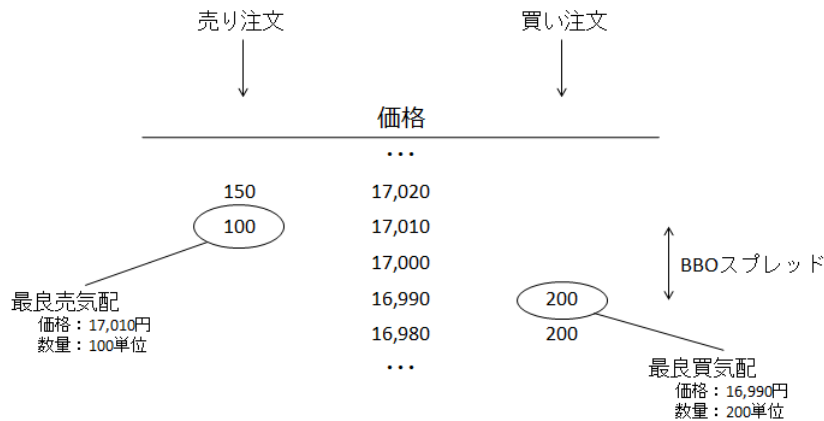 売り注文 買い注文
価格
・・・
150 17,020
100 17,010
17,000
BBOスプレッド
16,990 200
16,980 200
・・・
最良売気配
価格：17,010円
数量：100単位
最良買気配
価格：16,990円
数量：200単位